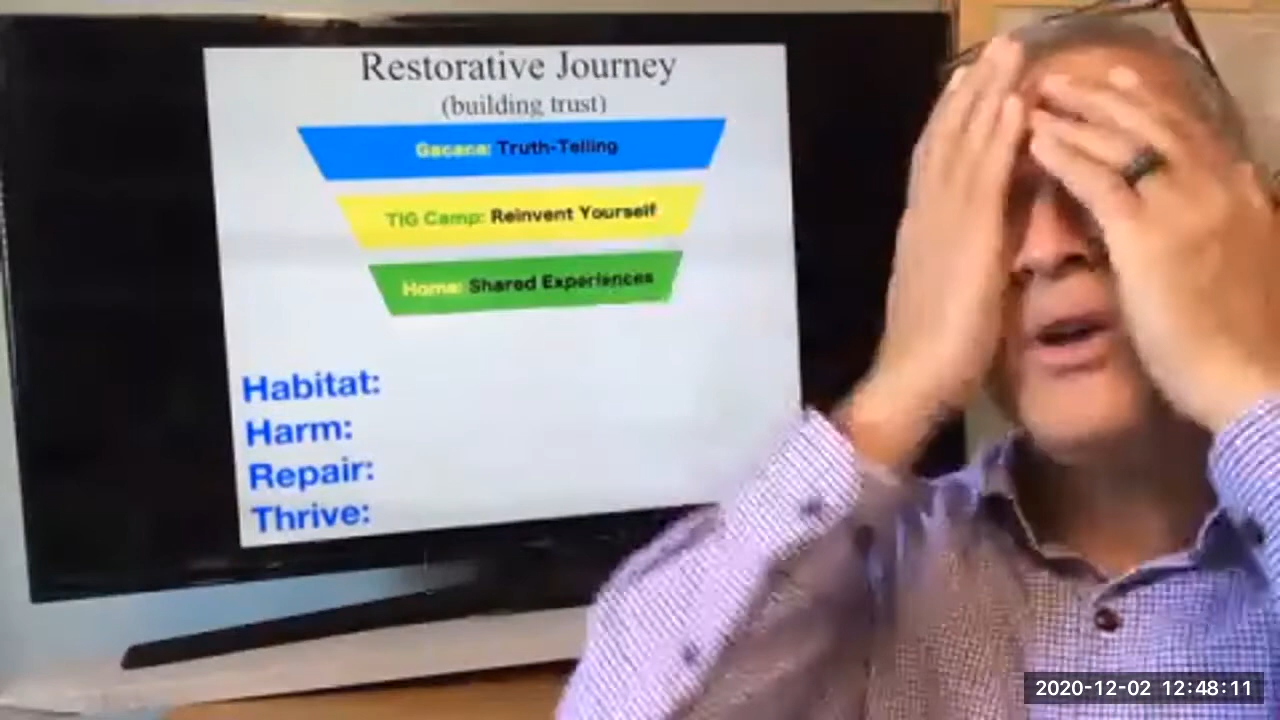 Restorative Journey
(building trust)
Gacaca: Truth-Telling
TIG Camp: Reinvent Yourself
Home: Shared Experiences
Habitat:
Harm:
Repair:
Thrive:
2020-12-02 12:48:11